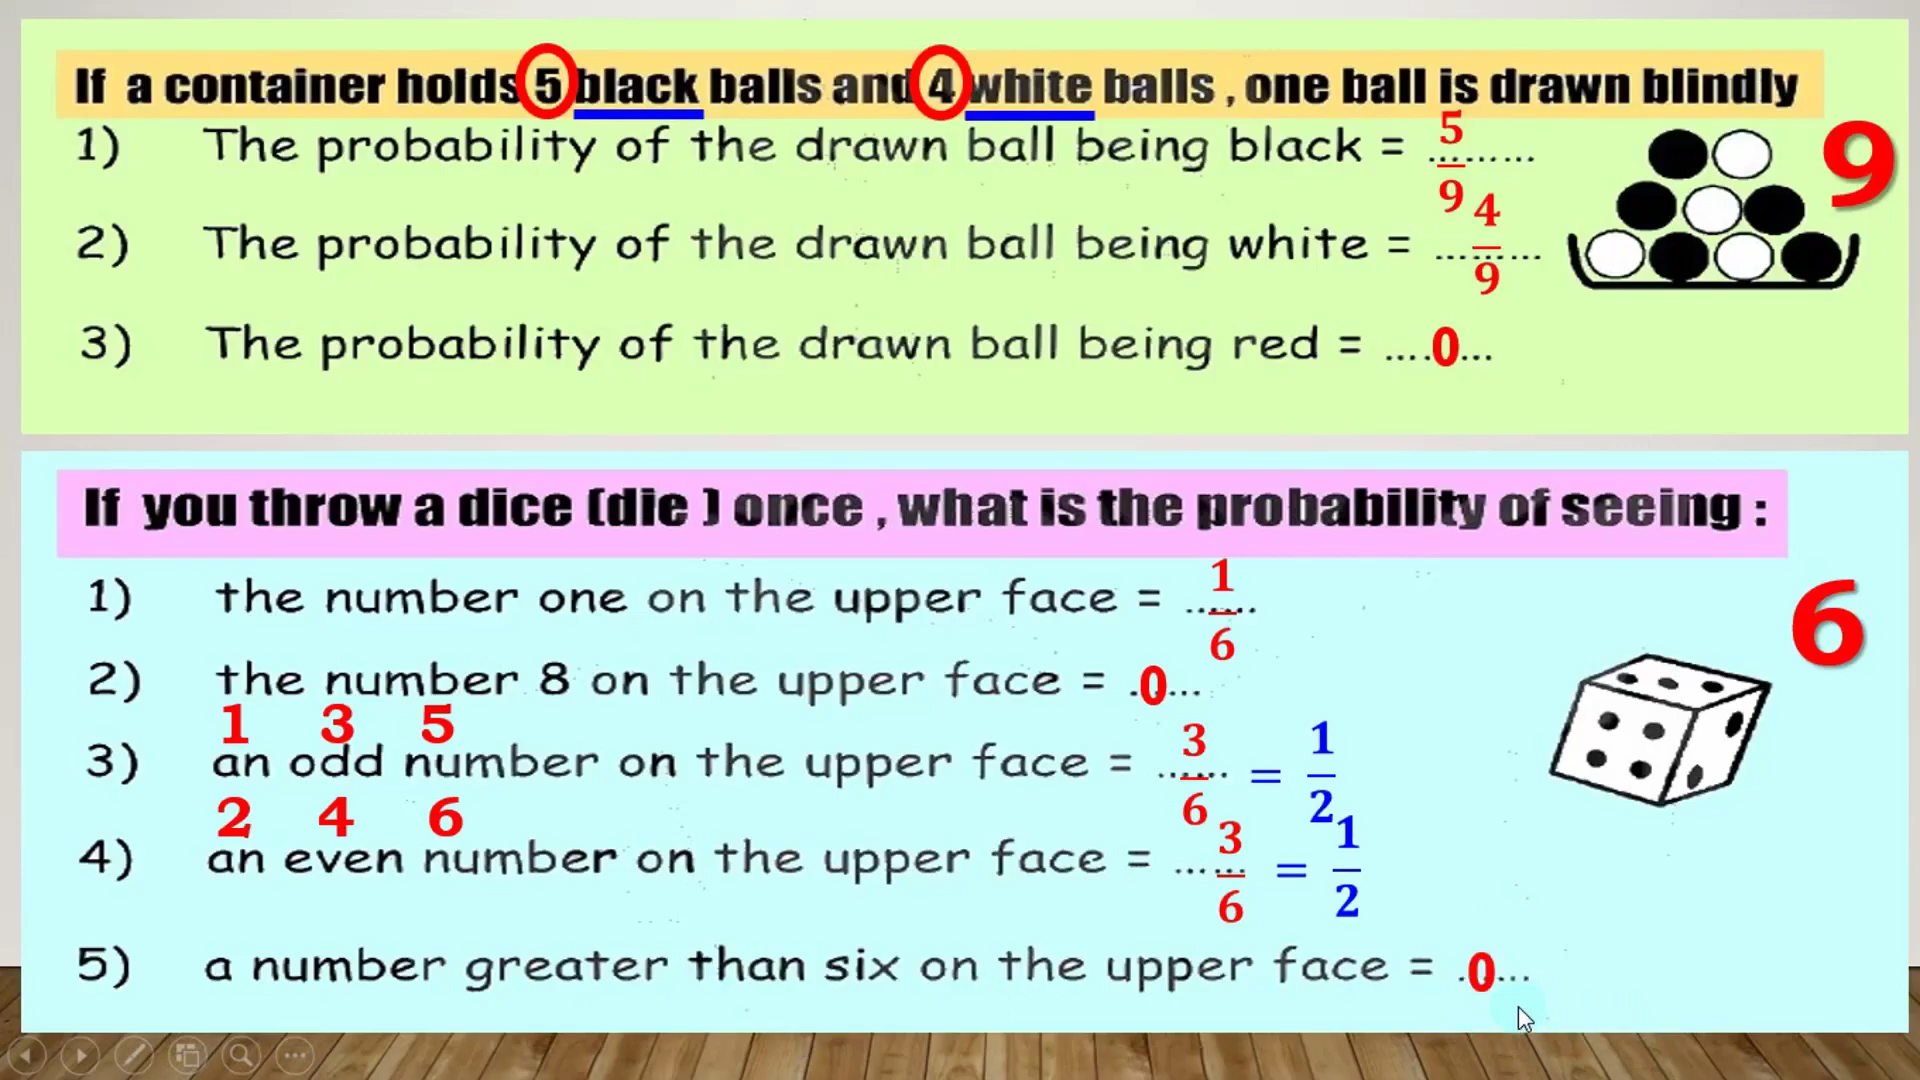 If a container holds 5 black balls and 4 white balls , one ball is drawn blindly
1) The probability of the drawn ball being black = ......... 5/9
2) The probability of the drawn ball being white = ......... 4/9
3) The probability of the drawn ball being red = ....0...
9
If you throw a dice (die ) once , what is the probability of seeing :
1) the number one on the upper face = ...... 1/6
6
2) the number 8 on the upper face = .0...
1 3 5
3) an odd number on the upper face = ...... 3/6 = 1/2
2 4 6
4) an even number on the upper face = ...... 3/6 = 1/2
5) a number greater than six on the upper face = .0...